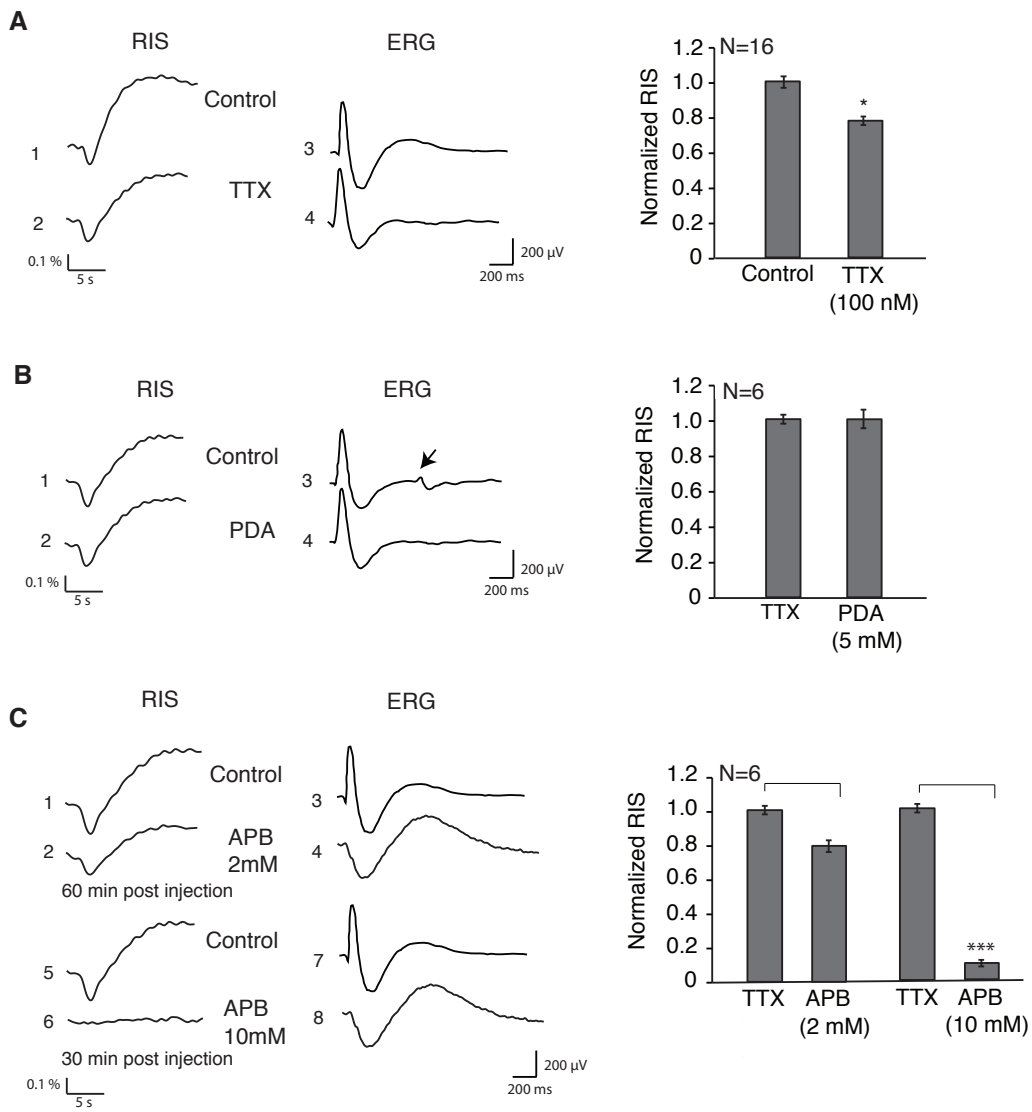 A
RIS
ERG
Control
1
TTX
2
0.1 %
5 s
3
4
200 µV
200 ms
Normalized RIS
N=16
1.2
1.0
0.8
0.6
0.4
0.2
0
*
Control
TTX
(100 nM)
B
RIS
ERG
Control
1
PDA
2
0.1 %
5 s
3
4
200 µV
200 ms
Normalized RIS
N=6
1.2
1.0
0.8
0.6
0.4
0.2
0
TTX
PDA
(5 mM)
C
RIS
ERG
Control
1
APB
2mM
2
60 min post injection
Control
5
6
APB
10mM
30 min post injection
0.1 %
5 s
3
4
7
8
200 µV
200 ms
Normalized RIS
N=6
1.2
1.0
0.8
0.6
0.4
0.2
0
***
TTX
APB
(2 mM)
TTX
APB
(10 mM)